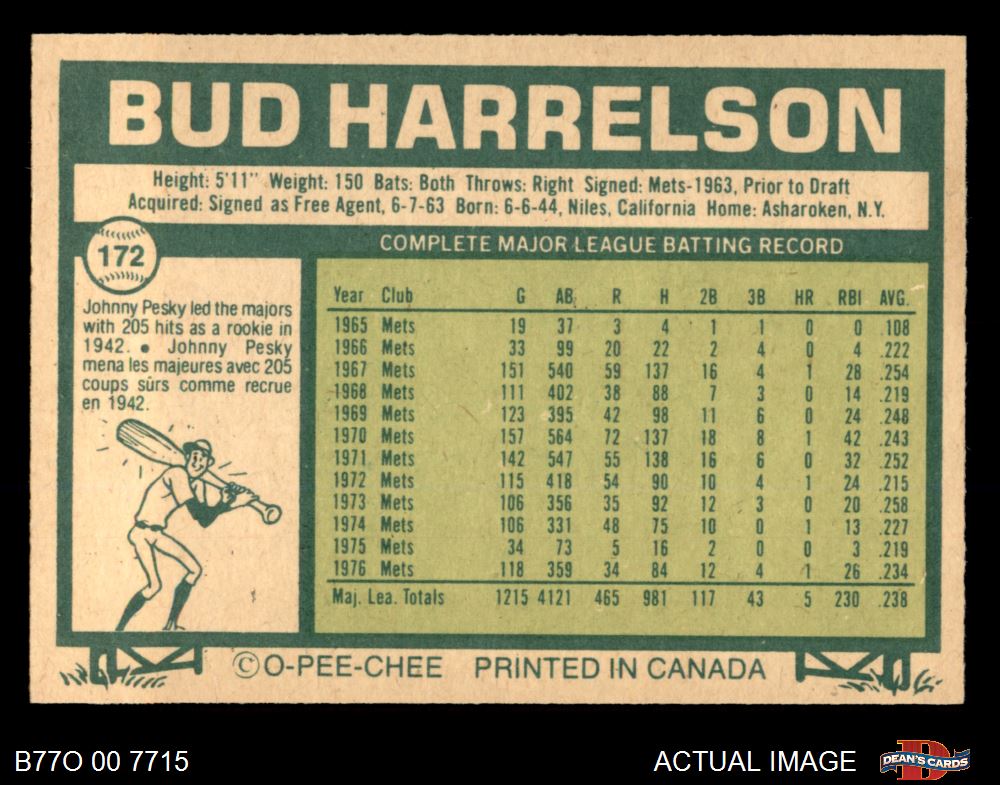 BUD HARRELSON
Height: 5'11" Weight: 150 Bats: Both Throws: Right Signed: Mets-1963, Prior to Draft
Acquired: Signed as Free Agent, 6-7-63 Born: 6-6-44, Niles, California Home: Asharoken, N.Y.
172
COMPLETE MAJOR LEAGUE BATTING RECORD
Johnny Pesky led the majors
with 205 hits as a rookie in
1942. ● Johnny Pesky
mena les majeures avec 205
coups sûrs comme recrue
en 1942.
Year Club G AB R H 2B 3B HR RBI AVG.
1965 Mets 19 37 3 4 1 1 0 0 .108
1966 Mets 33 99 20 22 2 4 0 4 .222
1967 Mets 151 540 59 137 16 4 1 28 .254
1968 Mets 111 402 38 88 7 3 0 14 .219
1969 Mets 123 395 42 98 11 6 0 24 .248
1970 Mets 157 564 72 137 18 8 1 42 .243
1971 Mets 142 547 55 138 16 6 0 32 .252
1972 Mets 115 418 54 90 10 4 1 24 .215
1973 Mets 106 356 35 92 12 3 0 20 .258
1974 Mets 106 331 48 75 10 0 1 13 .227
1975 Mets 34 73 5 16 2 0 0 3 .219
1976 Mets 118 359 34 84 12 4 1 26 .234
Maj. Lea. Totals 1215 4121 465 981 117 43 5 230 .238
©O-PEE-CHEE PRINTED IN CANADA
B77O 00 7715
ACTUAL IMAGE
D
DEAN'S CARDS